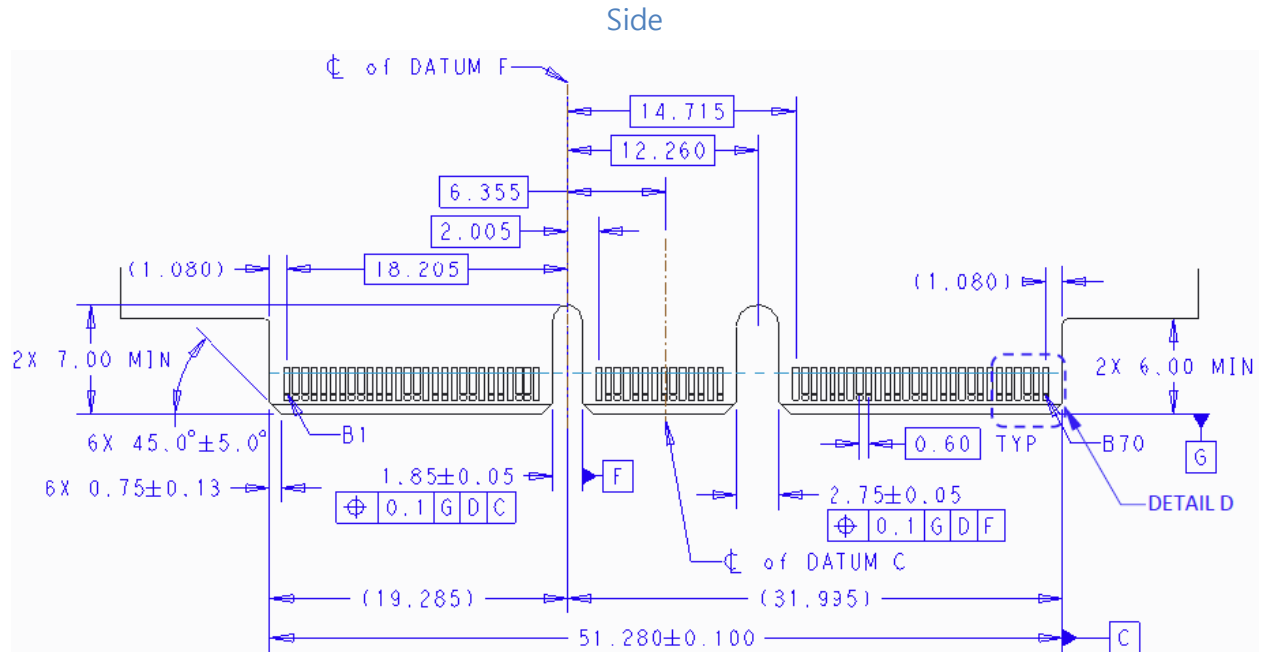 Side
℄ of DATUM F
14.715
12.260
6.355
2.005
(1.080)
18.205
(1.080)
2X 7.00 MIN
2X 6.00 MIN
6X 45.0°±5.0°
B1
0.60 TYP
B70
G
6X 0.75±0.13
1.85±0.05
F
⌖ 0.1 G D C
2.75±0.05
⌖ 0.1 G D F
DETAIL D
℄ of DATUM C
(19.285)
(31.995)
51.280±0.100
C